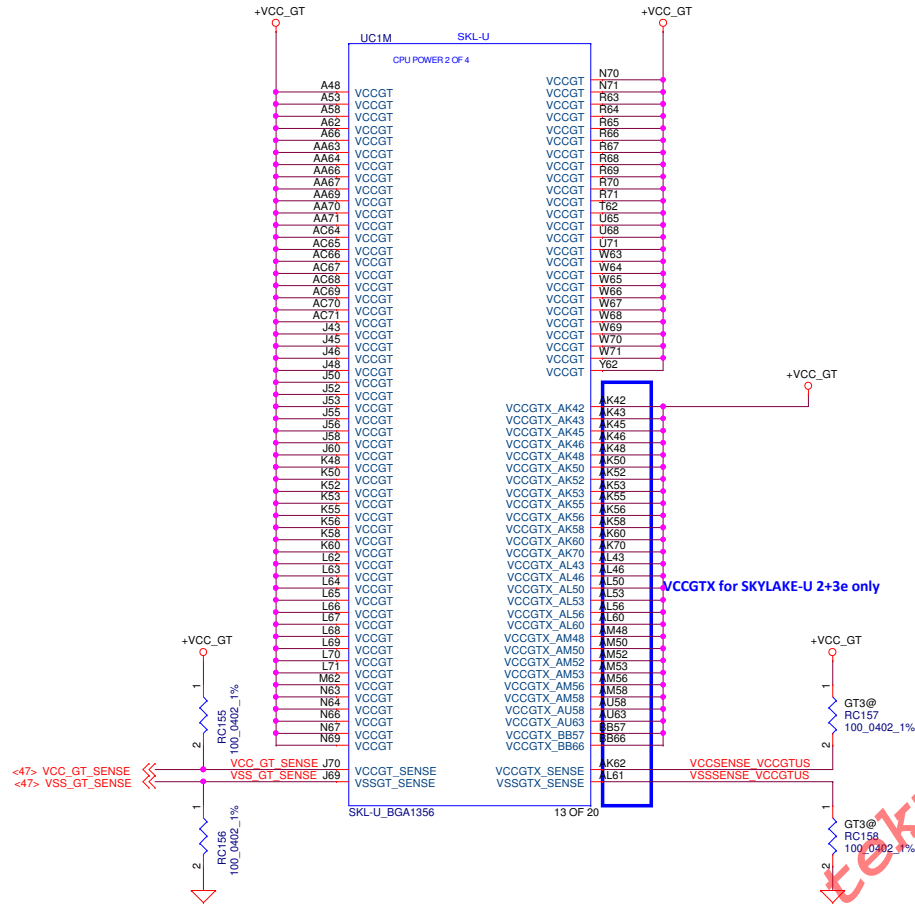 +VCC_GT
+VCC_GT
UC1M SKL-U
CPU POWER 2 OF 4
VCCGT N70
A48 VCCGT VCCGT N71
A53 VCCGT VCCGT R63
A58 VCCGT VCCGT R64
A62 VCCGT VCCGT R65
A66 VCCGT VCCGT R66
AA63 VCCGT VCCGT R67
AA64 VCCGT VCCGT R68
AA66 VCCGT VCCGT R69
AA67 VCCGT VCCGT R70
AA69 VCCGT VCCGT R71
AA70 VCCGT VCCGT T62
AA71 VCCGT VCCGT U65
AC64 VCCGT VCCGT U68
AC65 VCCGT VCCGT U71
AC66 VCCGT VCCGT W63
AC67 VCCGT VCCGT W64
AC68 VCCGT VCCGT W65
AC69 VCCGT VCCGT W66
AC70 VCCGT VCCGT W67
AC71 VCCGT VCCGT W68
J43 VCCGT VCCGT W69
J45 VCCGT VCCGT W70
J46 VCCGT VCCGT W71
J48 VCCGT VCCGT Y62
J50 VCCGT
+VCC_GT
J52 VCCGT
J53 VCCGT VCCGTX_AK42 AK42
J55 VCCGT VCCGTX_AK43 AK43
J56 VCCGT VCCGTX_AK45 AK45
J58 VCCGT VCCGTX_AK46 AK46
J60 VCCGT VCCGTX_AK48 AK48
K48 VCCGT VCCGTX_AK50 AK50
K50 VCCGT VCCGTX_AK52 AK52
K52 VCCGT VCCGTX_AK53 AK53
K53 VCCGT VCCGTX_AK55 AK55
K55 VCCGT VCCGTX_AK56 AK56
K56 VCCGT VCCGTX_AK58 AK58
K58 VCCGT VCCGTX_AK60 AK60
K60 VCCGT VCCGTX_AK70 AK70
L62 VCCGT VCCGTX_AL43 AL43
L63 VCCGT VCCGTX_AL46 AL46
L64 VCCGT VCCGTX_AL50 AL50
VCCGTX for SKYLAKE-U 2+3e only
L65 VCCGT VCCGTX_AL53 AL53
L66 VCCGT VCCGTX_AL56 AL56
L67 VCCGT VCCGTX_AL60 AL60
L68 VCCGT VCCGTX_AM48 AM48
L69 VCCGT VCCGTX_AM50 AM50
L70 VCCGT VCCGTX_AM52 AM52
L71 VCCGT VCCGTX_AM53 AM53
M62 VCCGT VCCGTX_AM56 AM56
N63 VCCGT VCCGTX_AM58 AM58
N64 VCCGT VCCGTX_AU58 AU58
N66 VCCGT VCCGTX_AU63 AU63
N67 VCCGT VCCGTX_BB57 BB57
N69 VCCGT VCCGTX_BB66 BB66
+VCC_GT
1
RC155
100_0402_1%
2
+VCC_GT
1
GT3@
RC157
100_0402_1%
2
<47> VCC_GT_SENSE VCC_GT_SENSE J70 VCCGT_SENSE VCCGTX_SENSE AK62 VCCSENSE_VCCGTUS
<47> VSS_GT_SENSE VSS_GT_SENSE J69 VSSGT_SENSE VSSGTX_SENSE AL61 VSSSENSE_VCCGTUS
SKL-U_BGA1356 13 OF 20
1
RC156
100_0402_1%
2
1
GT3@
RC158
100_0402_1%
2
tek